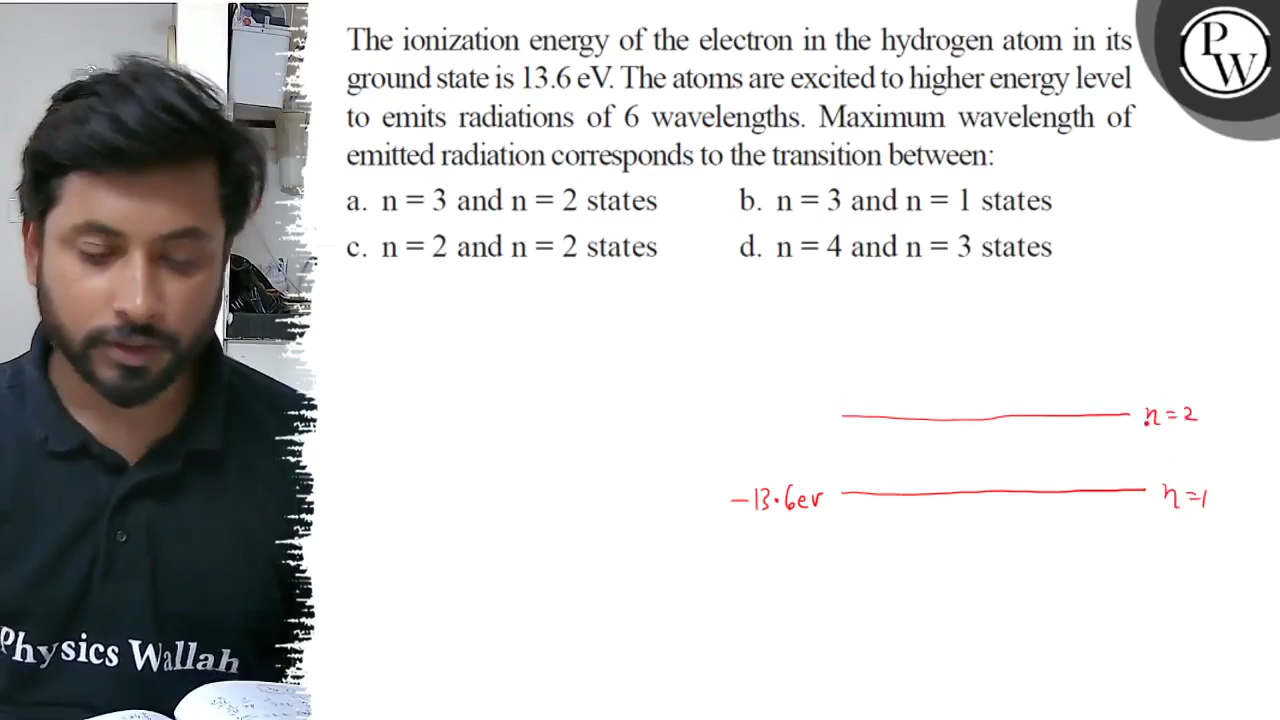 The ionization energy of the electron in the hydrogen atom in its
ground state is 13.6 eV. The atoms are excited to higher energy level
to emits radiations of 6 wavelengths. Maximum wavelength of
emitted radiation corresponds to the transition between:
a. n = 3 and n = 2 states
b. n = 3 and n = 1 states
c. n = 2 and n = 2 states
d. n = 4 and n = 3 states
PW
n = 2
-13.6ev
n = 1
Physics Wallah